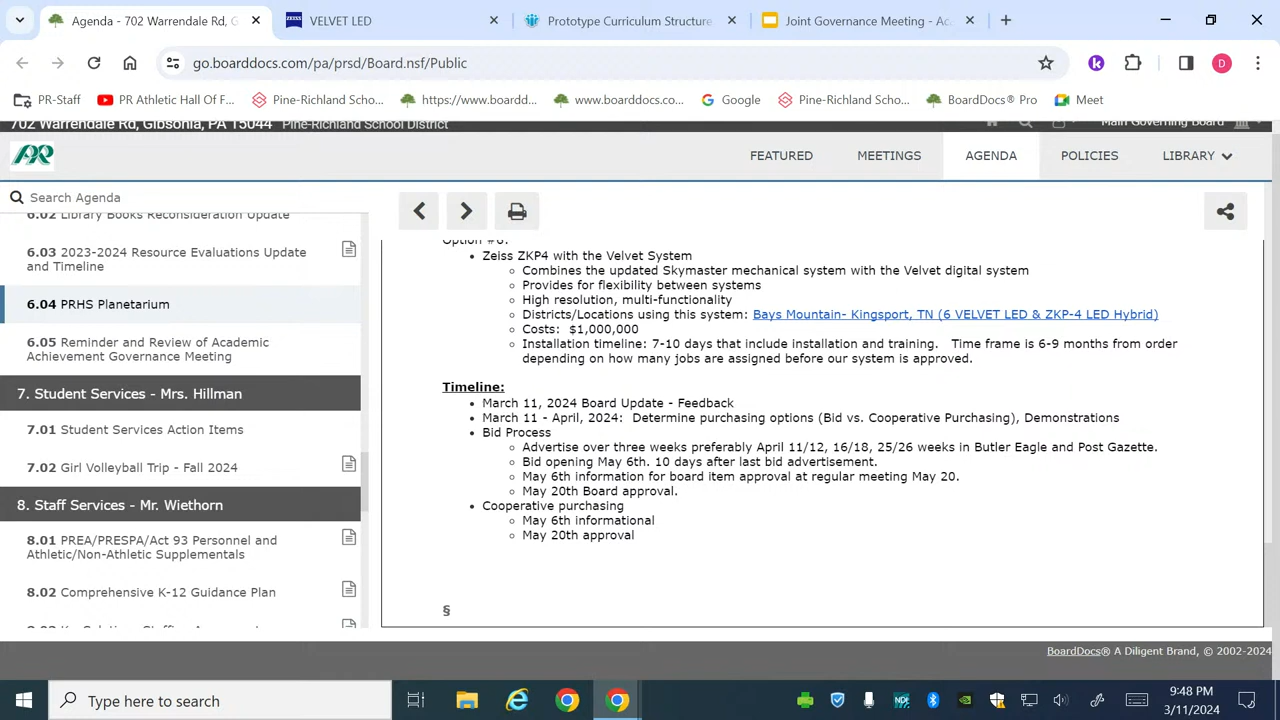 Agenda - 702 Warrendale Rd, G
VELVET LED
Prototype Curriculum Structure
Joint Governance Meeting - Acc
go.boarddocs.com/pa/prsd/Board.nsf/Public
D
PR-Staff
PR Athletic Hall Of F...
Pine-Richland Scho...
https://www.boardd...
www.boarddocs.co...
Google
Pine-Richland Scho...
BoardDocs® Pro
Meet
702 Warrendale Rd, Gibsonia, PA 15044 Pine-Richland School District
Main Governing Board
FEATURED
MEETINGS
AGENDA
POLICIES
LIBRARY
Search Agenda
6.02 Library Books Reconsideration Update
6.03 2023-2024 Resource Evaluations Update
and Timeline
6.04 PRHS Planetarium
6.05 Reminder and Review of Academic
Achievement Governance Meeting
7. Student Services - Mrs. Hillman
7.01 Student Services Action Items
7.02 Girl Volleyball Trip - Fall 2024
8. Staff Services - Mr. Wiethorn
8.01 PREA/PRESPA/Act 93 Personnel and
Athletic/Non-Athletic Supplementals
8.02 Comprehensive K-12 Guidance Plan
Option #6:
Zeiss ZKP4 with the Velvet System
Combines the updated Skymaster mechanical system with the Velvet digital system
Provides for flexibility between systems
High resolution, multi-functionality
Districts/Locations using this system: Bays Mountain- Kingsport, TN (6 VELVET LED & ZKP-4 LED Hybrid)
Costs: $1,000,000
Installation timeline: 7-10 days that include installation and training. Time frame is 6-9 months from order
depending on how many jobs are assigned before our system is approved.
Timeline:
March 11, 2024 Board Update - Feedback
March 11 - April, 2024: Determine purchasing options (Bid vs. Cooperative Purchasing), Demonstrations
Bid Process
Advertise over three weeks preferably April 11/12, 16/18, 25/26 weeks in Butler Eagle and Post Gazette.
Bid opening May 6th. 10 days after last bid advertisement.
May 6th information for board item approval at regular meeting May 20.
May 20th Board approval.
Cooperative purchasing
May 6th informational
May 20th approval
§
BoardDocs® A Diligent Brand, © 2002-2024
Type here to search
9:48 PM
3/11/2024